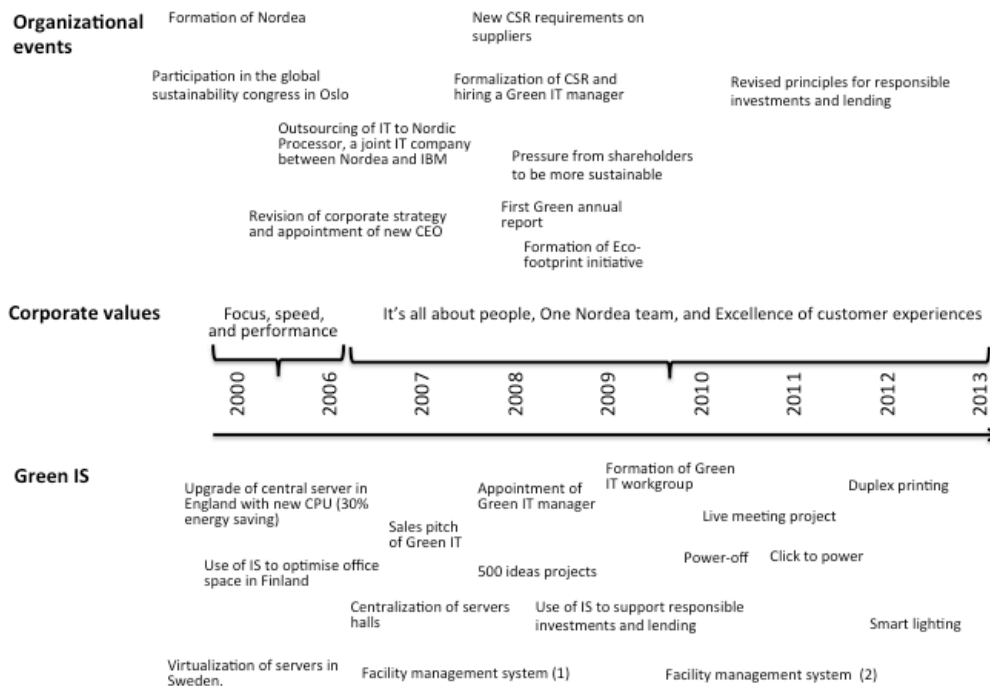 Organizational
events
Formation of Nordea
New CSR requirements on
suppliers
Participation in the global
sustainability congress in Oslo
Formalization of CSR and
hiring a Green IT manager
Revised principles for responsible
investments and lending
Outsourcing of IT to Nordic
Processor, a joint IT company
between Nordea and IBM
Pressure from shareholders
to be more sustainable
Revision of corporate strategy
and appointment of new CEO
First Green annual
report
Formation of Eco-
footprint initiative
Corporate values
Focus, speed,
and performance
It's all about people, One Nordea team, and Excellence of customer experiences
2000
2006
2007
2008
2009
2010
2011
2012
2013
Green IS
Upgrade of central server in
England with new CPU (30%
energy saving)
Sales pitch
of Green IT
Appointment of
Green IT manager
Formation of Green
IT workgroup
Duplex printing
Live meeting project
Use of IS to optimise office
space in Finland
500 ideas projects
Power-off
Click to power
Centralization of servers
halls
Use of IS to support responsible
investments and lending
Smart lighting
Virtualization of servers in
Sweden.
Facility management system (1)
Facility management system (2)